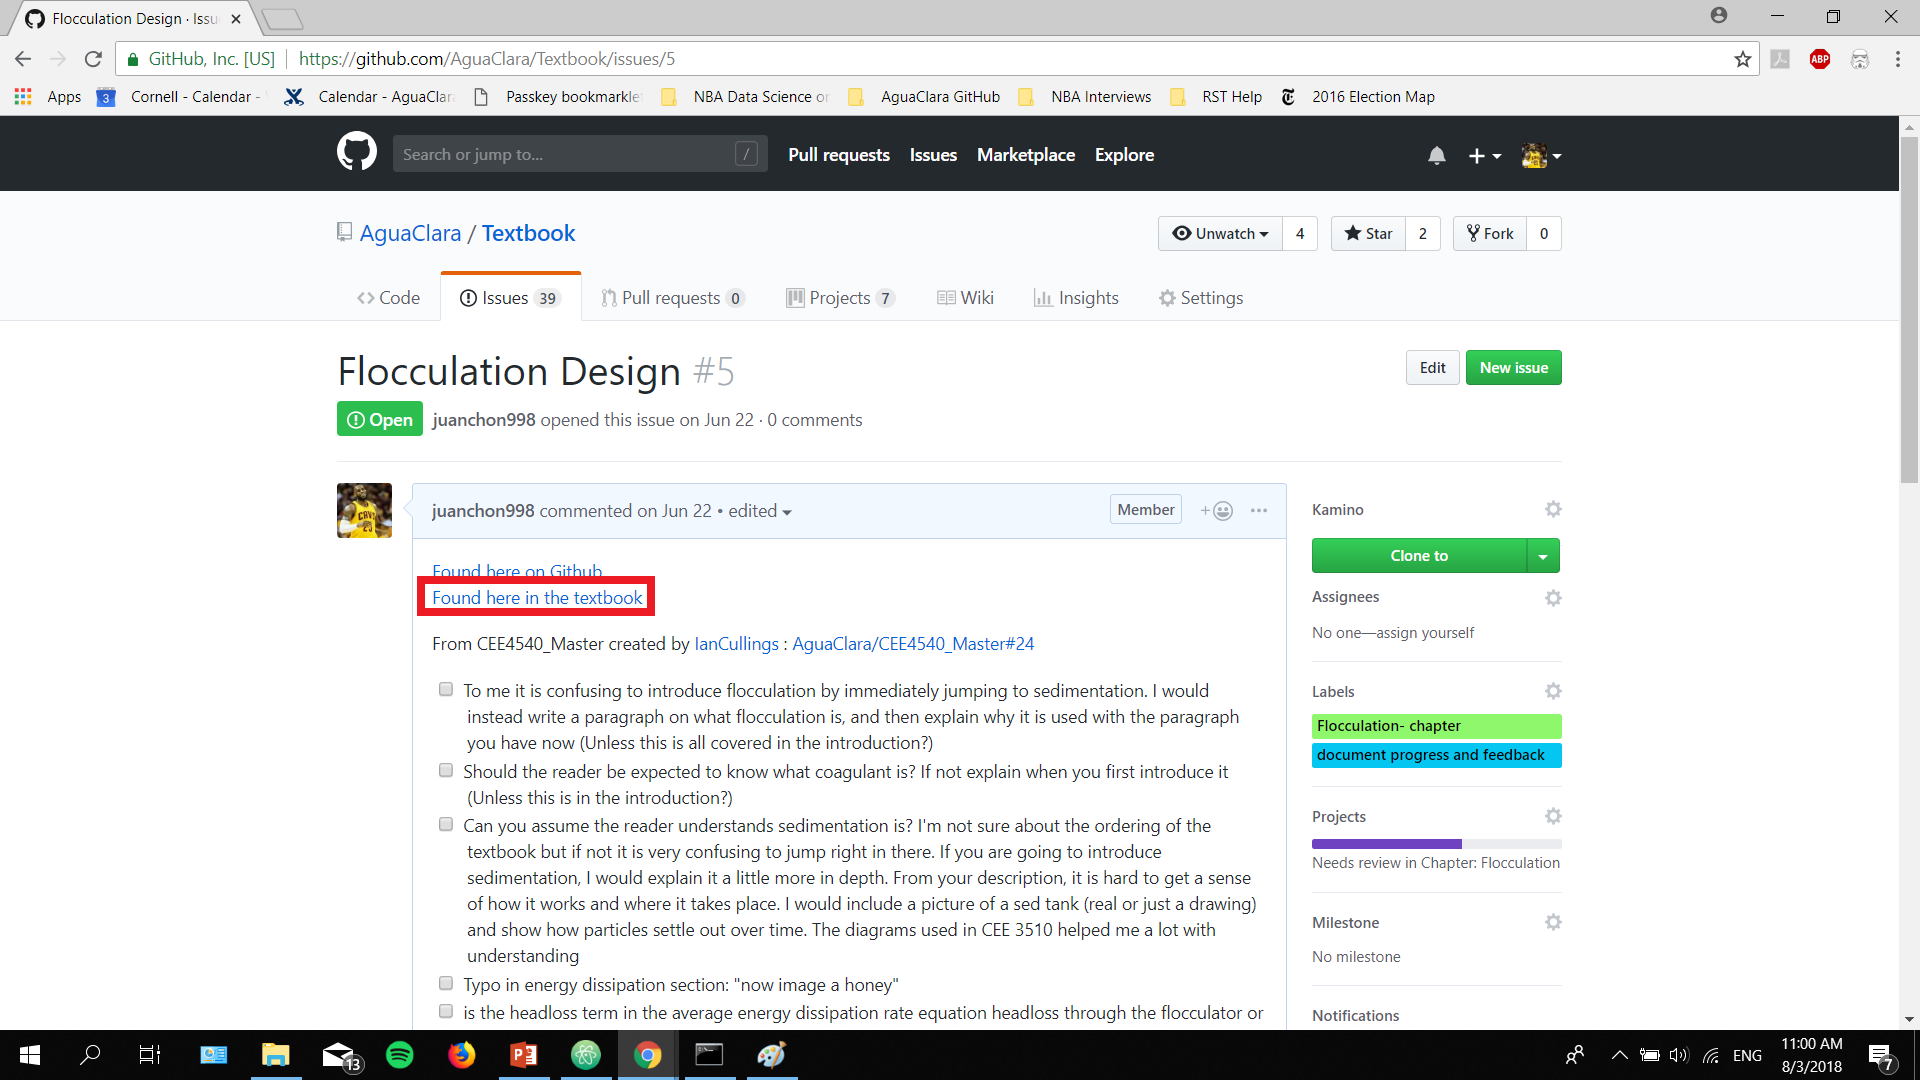 Flocculation Design · Issu
GitHub, Inc. [US] https://github.com/AguaClara/Textbook/issues/5
ABP
Apps 3 Cornell - Calendar - Calendar - AguaClar Passkey bookmarkle NBA Data Science or AguaClara GitHub NBA Interviews RST Help 2016 Election Map
Search or jump to... / Pull requests Issues Marketplace Explore
AguaClara / Textbook Unwatch 4 Star 2 Fork 0
Code Issues 39 Pull requests 0 Projects 7 Wiki Insights Settings
Flocculation Design #5 Edit New issue
Open juanchon998 opened this issue on Jun 22 · 0 comments
juanchon998 commented on Jun 22 • edited Member
Found here on Github
Found here in the textbook
From CEE4540_Master created by IanCullings : AguaClara/CEE4540_Master#24
To me it is confusing to introduce flocculation by immediately jumping to sedimentation. I would
instead write a paragraph on what flocculation is, and then explain why it is used with the paragraph
you have now (Unless this is all covered in the introduction?)
Should the reader be expected to know what coagulant is? If not explain when you first introduce it
(Unless this is in the introduction?)
Can you assume the reader understands sedimentation is? I'm not sure about the ordering of the
textbook but if not it is very confusing to jump right in there. If you are going to introduce
sedimentation, I would explain it a little more in depth. From your description, it is hard to get a sense
of how it works and where it takes place. I would include a picture of a sed tank (real or just a drawing)
and show how particles settle out over time. The diagrams used in CEE 3510 helped me a lot with
understanding
Typo in energy dissipation section: "now image a honey"
is the headloss term in the average energy dissipation rate equation headloss through the flocculator or
Kamino
Clone to
Assignees
No one—assign yourself
Labels
Flocculation- chapter
document progress and feedback
Projects
Needs review in Chapter: Flocculation
Milestone
No milestone
Notifications
13
ENG
11:00 AM
8/3/2018
7